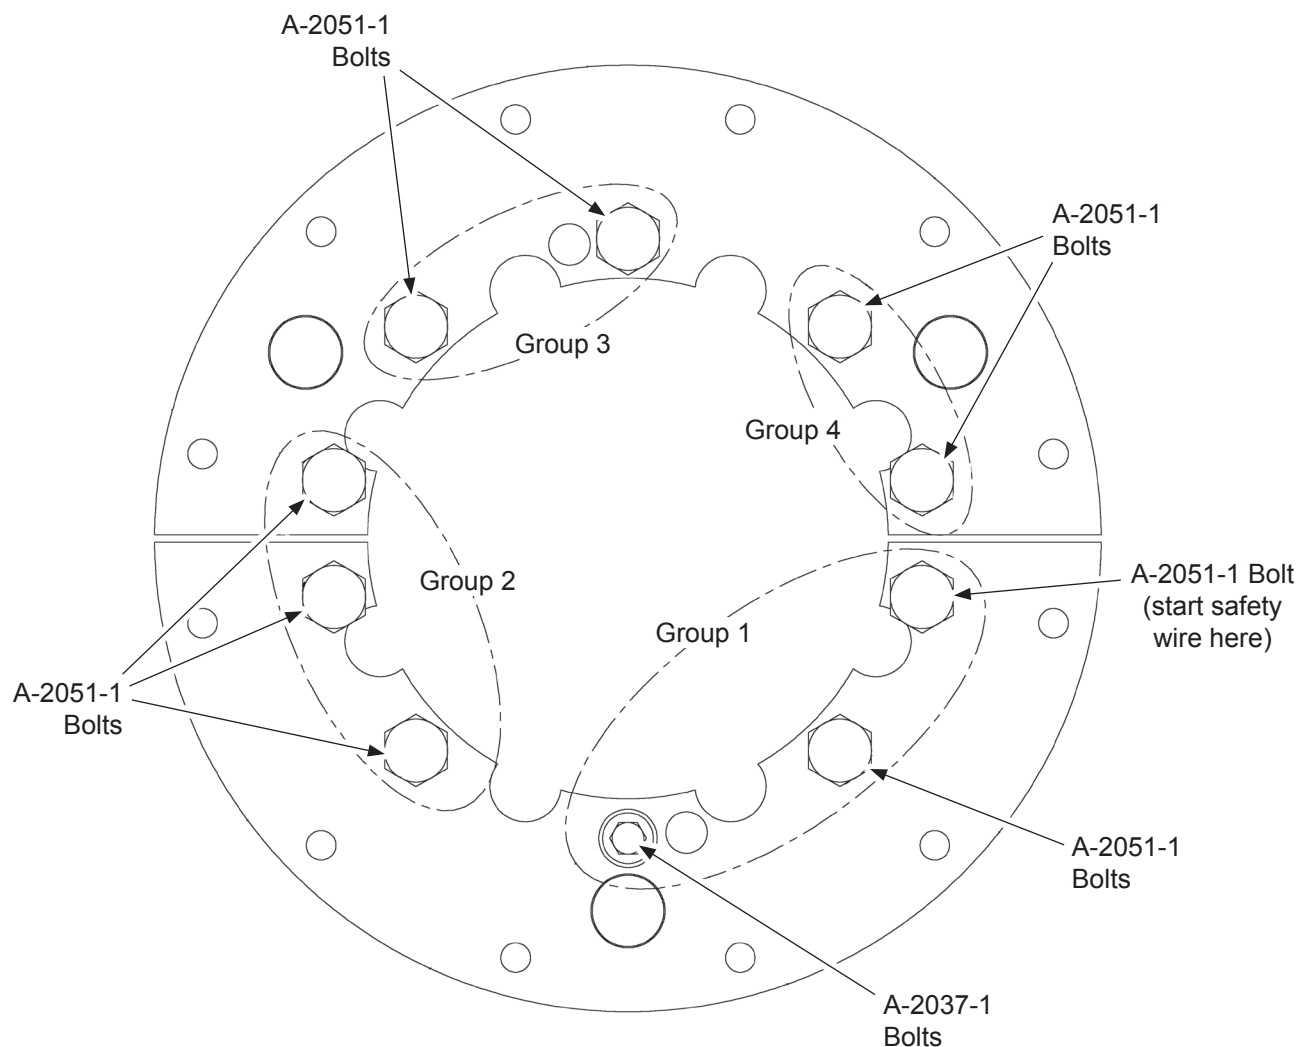 A-2051-1
Bolts
A-2051-1
Bolts
Group 3
Group 4
Group 2
A-2051-1 Bolt
(start safety
wire here)
Group 1
A-2051-1
Bolts
A-2051-1
Bolts
A-2037-1
Bolts